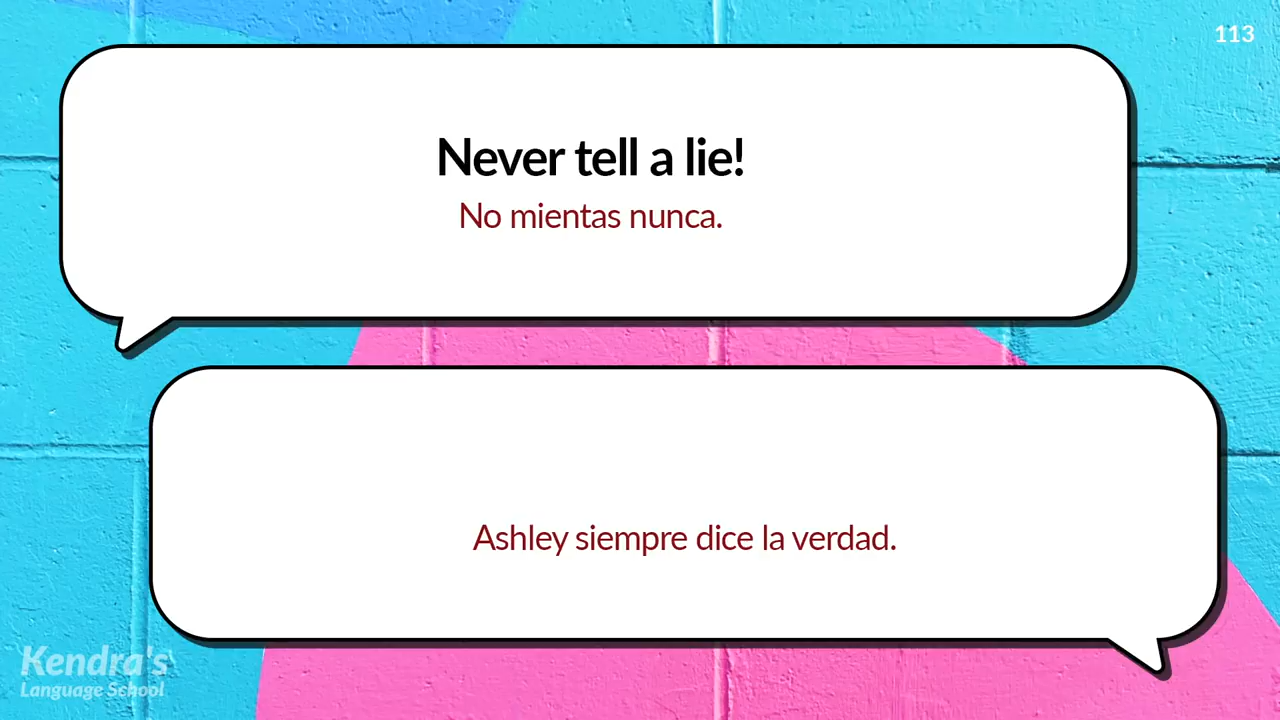 113
Never tell a lie!
No mientas nunca.
Ashley siempre dice la verdad.
Kendra's
Language School